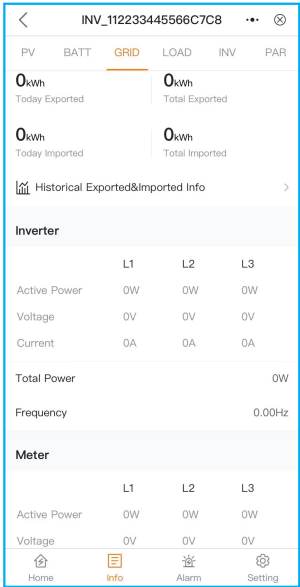 INV_112233445566C7C8
PV BATT GRID LOAD INV PAR
0kWh 0kWh
Today Exported Total Exported
0kWh 0kWh
Today Imported Total Imported
Historical Exported&Imported Info
Inverter
L1 L2 L3
Active Power 0W 0W 0W
Voltage 0V 0V 0V
Current 0A 0A 0A
Total Power 0W
Frequency 0.00Hz
Meter
L1 L2 L3
Active Power 0W 0W 0W
Voltage 0V 0V 0V
Home Info Alarm Setting